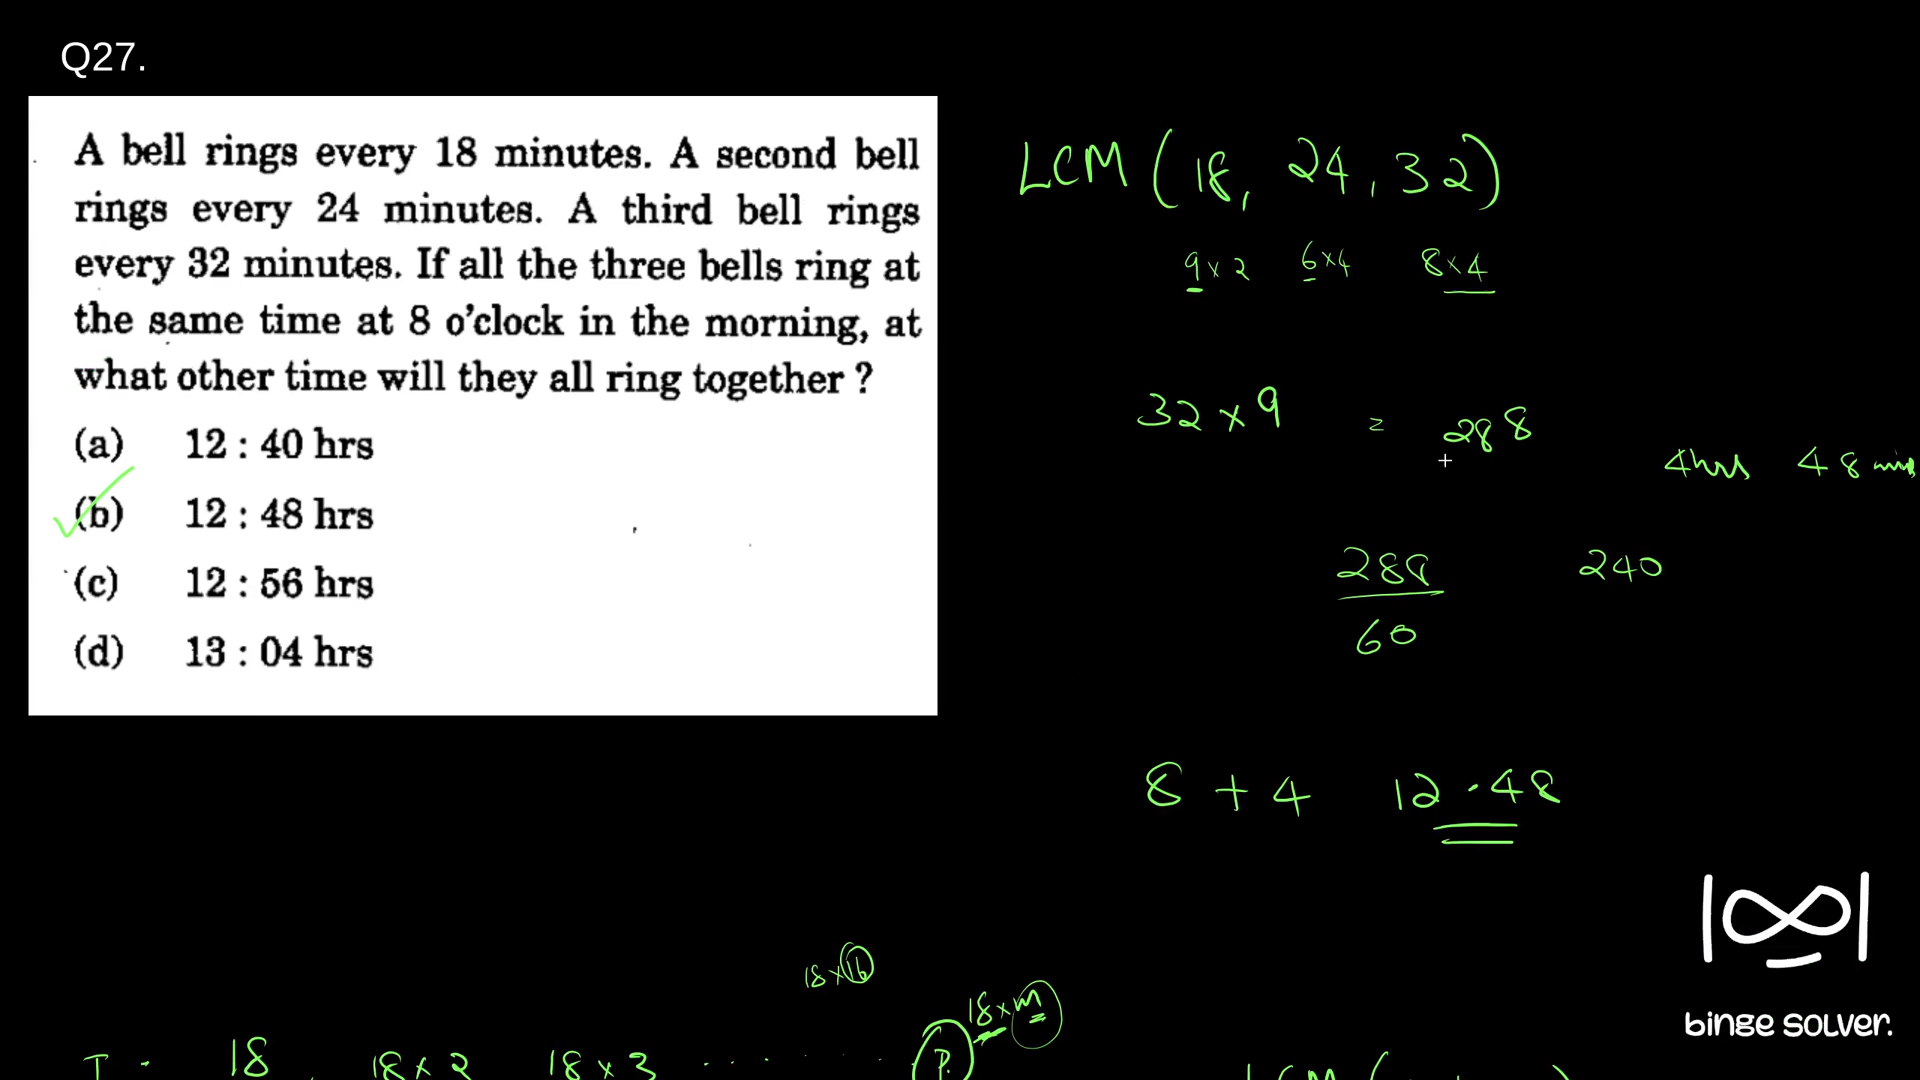 Q27.
A bell rings every 18 minutes. A second bell
rings every 24 minutes. A third bell rings
every 32 minutes. If all the three bells ring at
the same time at 8 o'clock in the morning, at
what other time will they all ring together ?
(a) 12 : 40 hrs
(b) 12 : 48 hrs
(c) 12 : 56 hrs
(d) 13 : 04 hrs
LCM (18, 24, 32)
9 x 2 6 x 4 8 x 4
32 x 9 = 288
4hrs 48 min
288 240
60
8 + 4 12.48
18 x 16
18 x m
18 18 x 2 18 x 3 ...... P.
LCM (
binge solver.